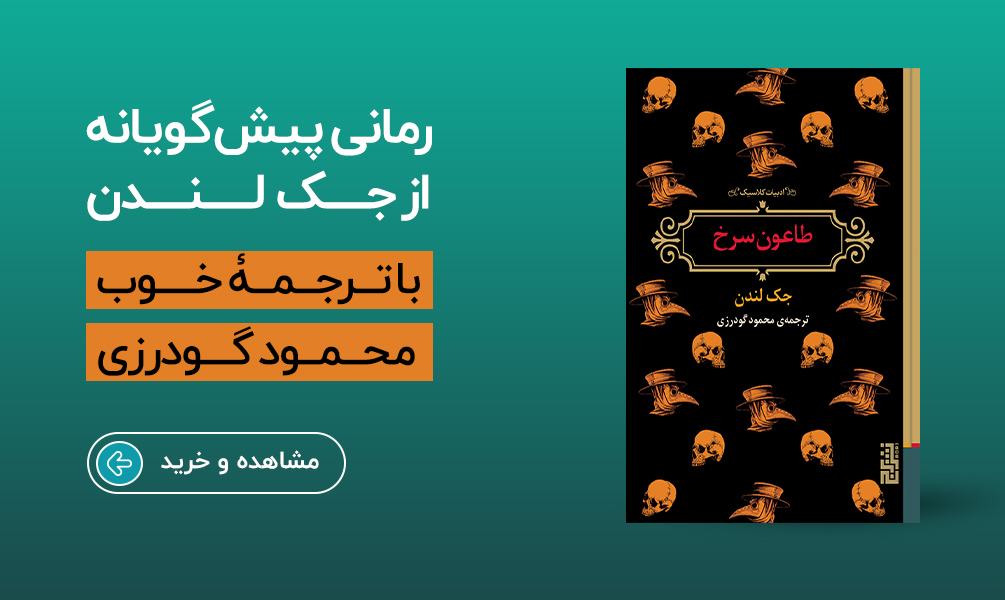 رمانی پیش‌گویانه
از جک لندن
با ترجمهٔ خوب
محمود گودرزی
مشاهده و خرید
ادبیات کلاسیک
طاعون سرخ
جک لندن
ترجمه‌ی محمود گودرزی